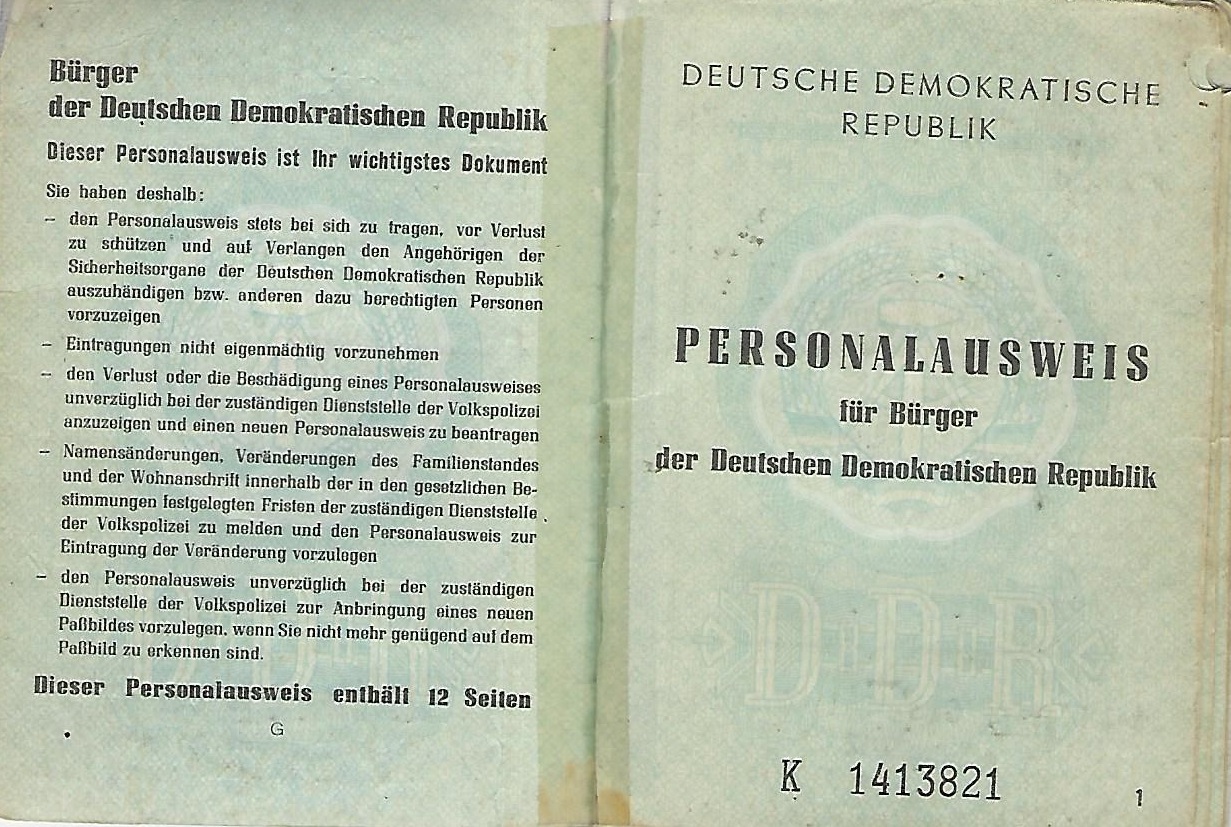 Bürger
der Deutschen Demokratischen Republik
Dieser Personalausweis ist Ihr wichtigstes Dokument
Sie haben deshalb:
– den Personalausweis stets bei sich zu tragen, vor Verlust
zu schützen und auf Verlangen den Angehörigen der
Sicherheitsorgane der Deutschen Demokratischen Republik
auszuhändigen bzw. anderen dazu berechtigten Personen
vorzuzeigen
– Eintragungen nicht eigenmächtig vorzunehmen
– den Verlust oder die Beschädigung eines Personalausweises
unverzüglich bei der zuständigen Dienststelle der Volkspolizei
anzuzeigen und einen neuen Personalausweis zu beantragen
– Namensänderungen, Veränderungen des Familienstandes
und der Wohnanschrift innerhalb der in den gesetzlichen Be-
stimmungen festgelegten Fristen der zuständigen Dienststelle
der Volkspolizei zu melden und den Personalausweis zur
Eintragung der Veränderung vorzulegen
– den Personalausweis unverzüglich bei der zuständigen
Dienststelle der Volkspolizei zur Anbringung eines neuen
Paßbildes vorzulegen, wenn Sie nicht mehr genügend auf dem
Paßbild zu erkennen sind.
Dieser Personalausweis enthält 12 Seiten
G
DEUTSCHE DEMOKRATISCHE
REPUBLIK
PERSONALAUSWEIS
für Bürger
der Deutschen Demokratischen Republik
DDR
K 1413821
1